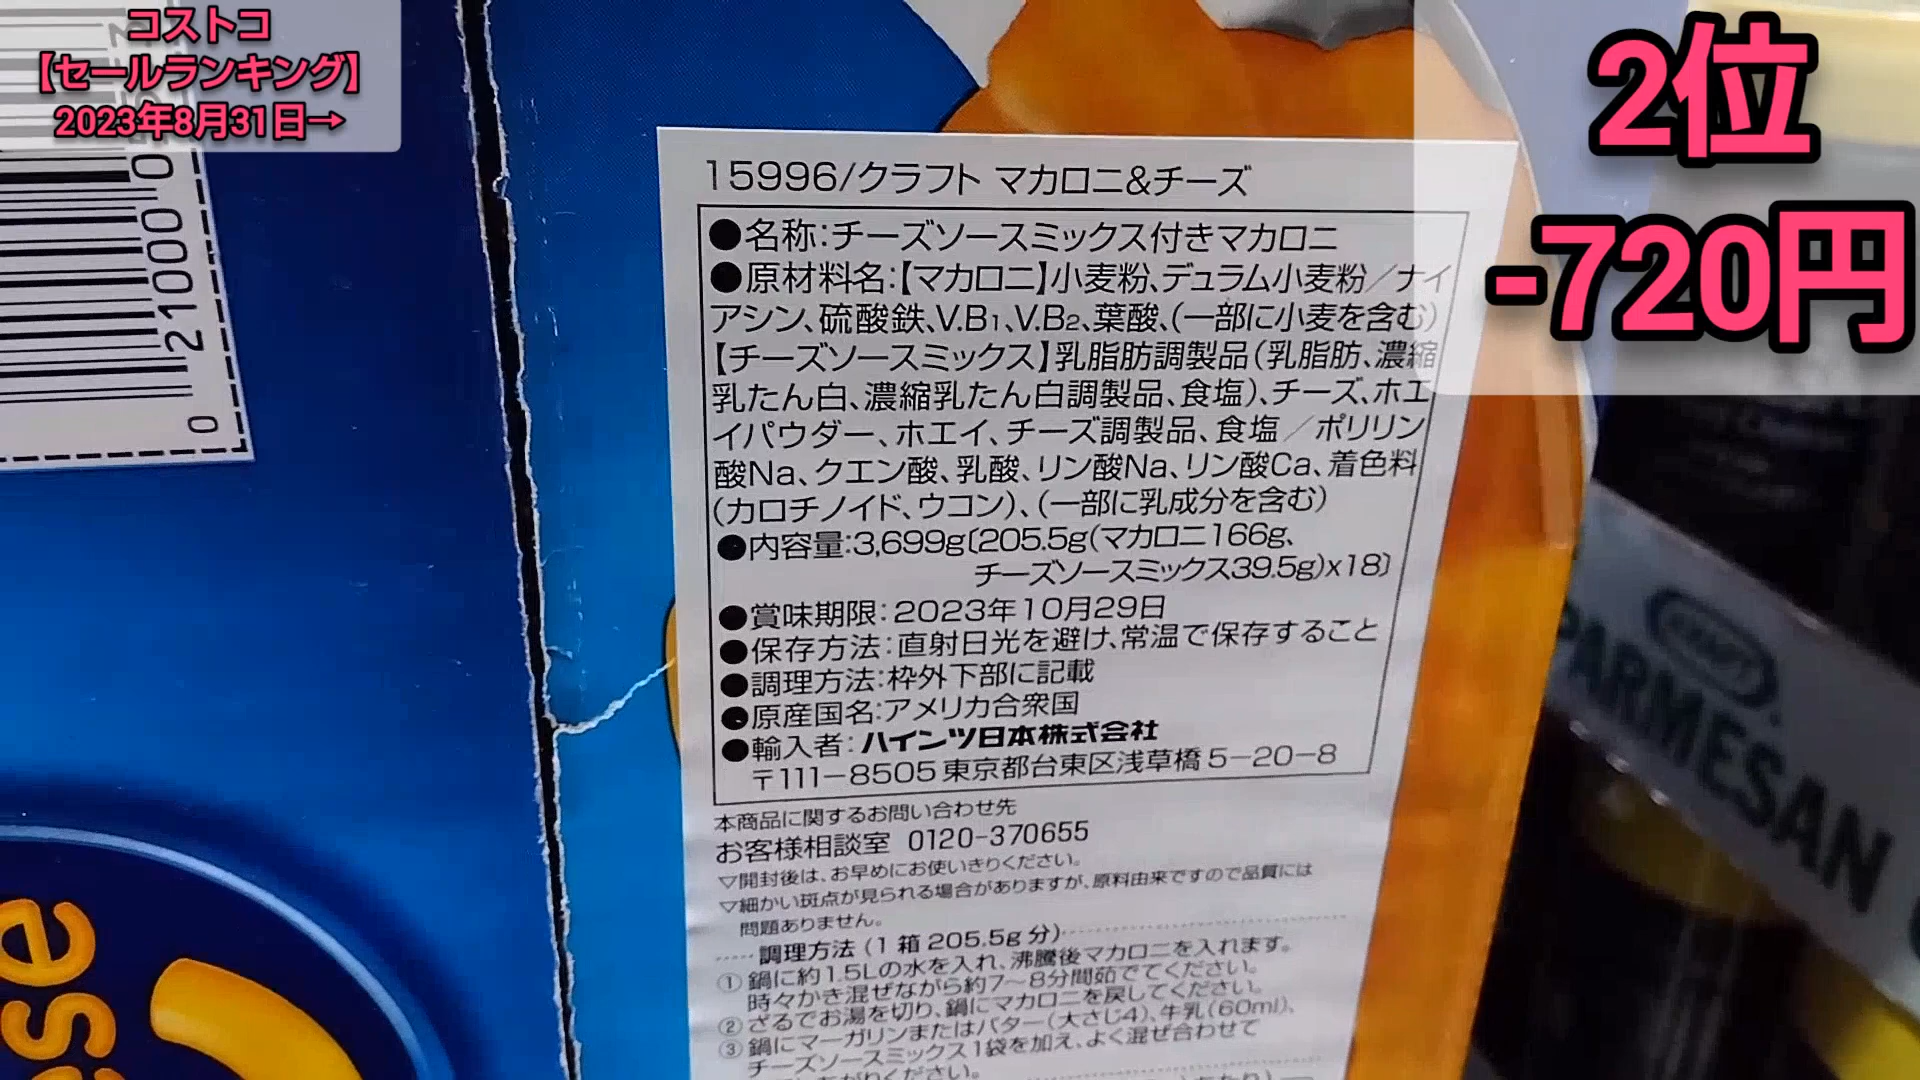 コストコ
【セールランキング】
2023年8月31日→
2位
-720円
0 21000 0
15996/クラフト マカロニ&チーズ
●名称:チーズソースミックス付きマカロニ
●原材料名:【マカロニ】小麦粉、デュラム小麦粉/ナイ
アシン、硫酸鉄、V.B1、V.B2、葉酸、(一部に小麦を含む)
【チーズソースミックス】乳脂肪調製品(乳脂肪、濃縮
乳たん白、濃縮乳たん白調製品、食塩)、チーズ、ホエ
イパウダー、ホエイ、チーズ調製品、食塩/ポリリン
酸Na、クエン酸、乳酸、リン酸Na、リン酸Ca、着色料
(カロチノイド、ウコン)、(一部に乳成分を含む)
●内容量:3,699g〔205.5g(マカロニ166g、
チーズソースミックス39.5g)x18〕
●賞味期限:2023年10月29日
●保存方法:直射日光を避け、常温で保存すること
●調理方法:枠外下部に記載
●原産国名:アメリカ合衆国
●輸入者:ハインツ日本株式会社
〒111-8505 東京都台東区浅草橋5-20-8
本商品に関するお問い合わせ先
お客様相談室 0120-370655
▽開封後は、お早めにお使いきりください。
▽細かい斑点が見られる場合がありますが、原料由来ですので品質には
問題ありません。
調理方法(1箱205.5g分)
①鍋に約1.5Lの水を入れ、沸騰後マカロニを入れます。
時々かき混ぜながら約7~8分間茹でてください。
②ざるでお湯を切り、鍋にマカロニを戻してください。
③鍋にマーガリンまたはバター(大さじ4)、牛乳(60ml)、
チーズソースミックス1袋を加え、よく混ぜ合わせて
KRAFT
PARMESAN
ese